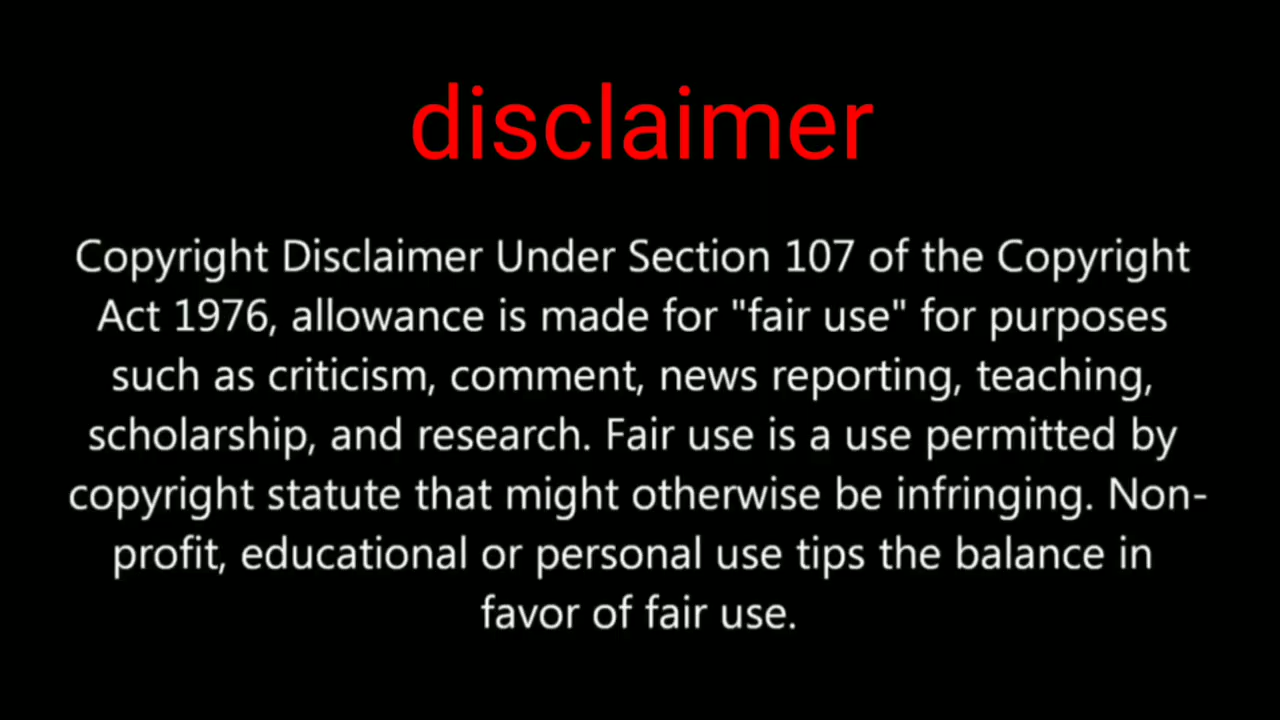 disclaimer
Copyright Disclaimer Under Section 107 of the Copyright
Act 1976, allowance is made for "fair use" for purposes
such as criticism, comment, news reporting, teaching,
scholarship, and research. Fair use is a use permitted by
copyright statute that might otherwise be infringing. Non-
profit, educational or personal use tips the balance in
favor of fair use.